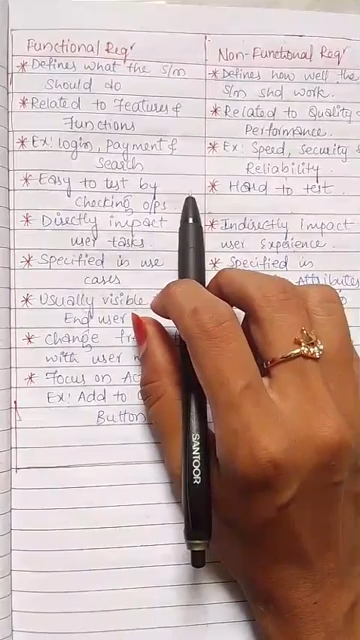 Functional Reqr
* Defines what the s/m
should do
* Related to Features &
Functions
* Ex: login, Payment &
Search
* Easy to test by
Checking o/ps.
* Directly impact
user tasks.
* Specified in use
cases
* Usually visible
End user
* Change
with user
* Focus on
Ex: Add to
Button
Non-Functional Reqr
* Defines how well the
s/m shd work.
* Related to Quality &
Performance.
* Ex: Speed, security &
Reliability
* Hard to test.
* Indirectly Impact
user Experience.
* Specified in
Attributes
SANTOOR